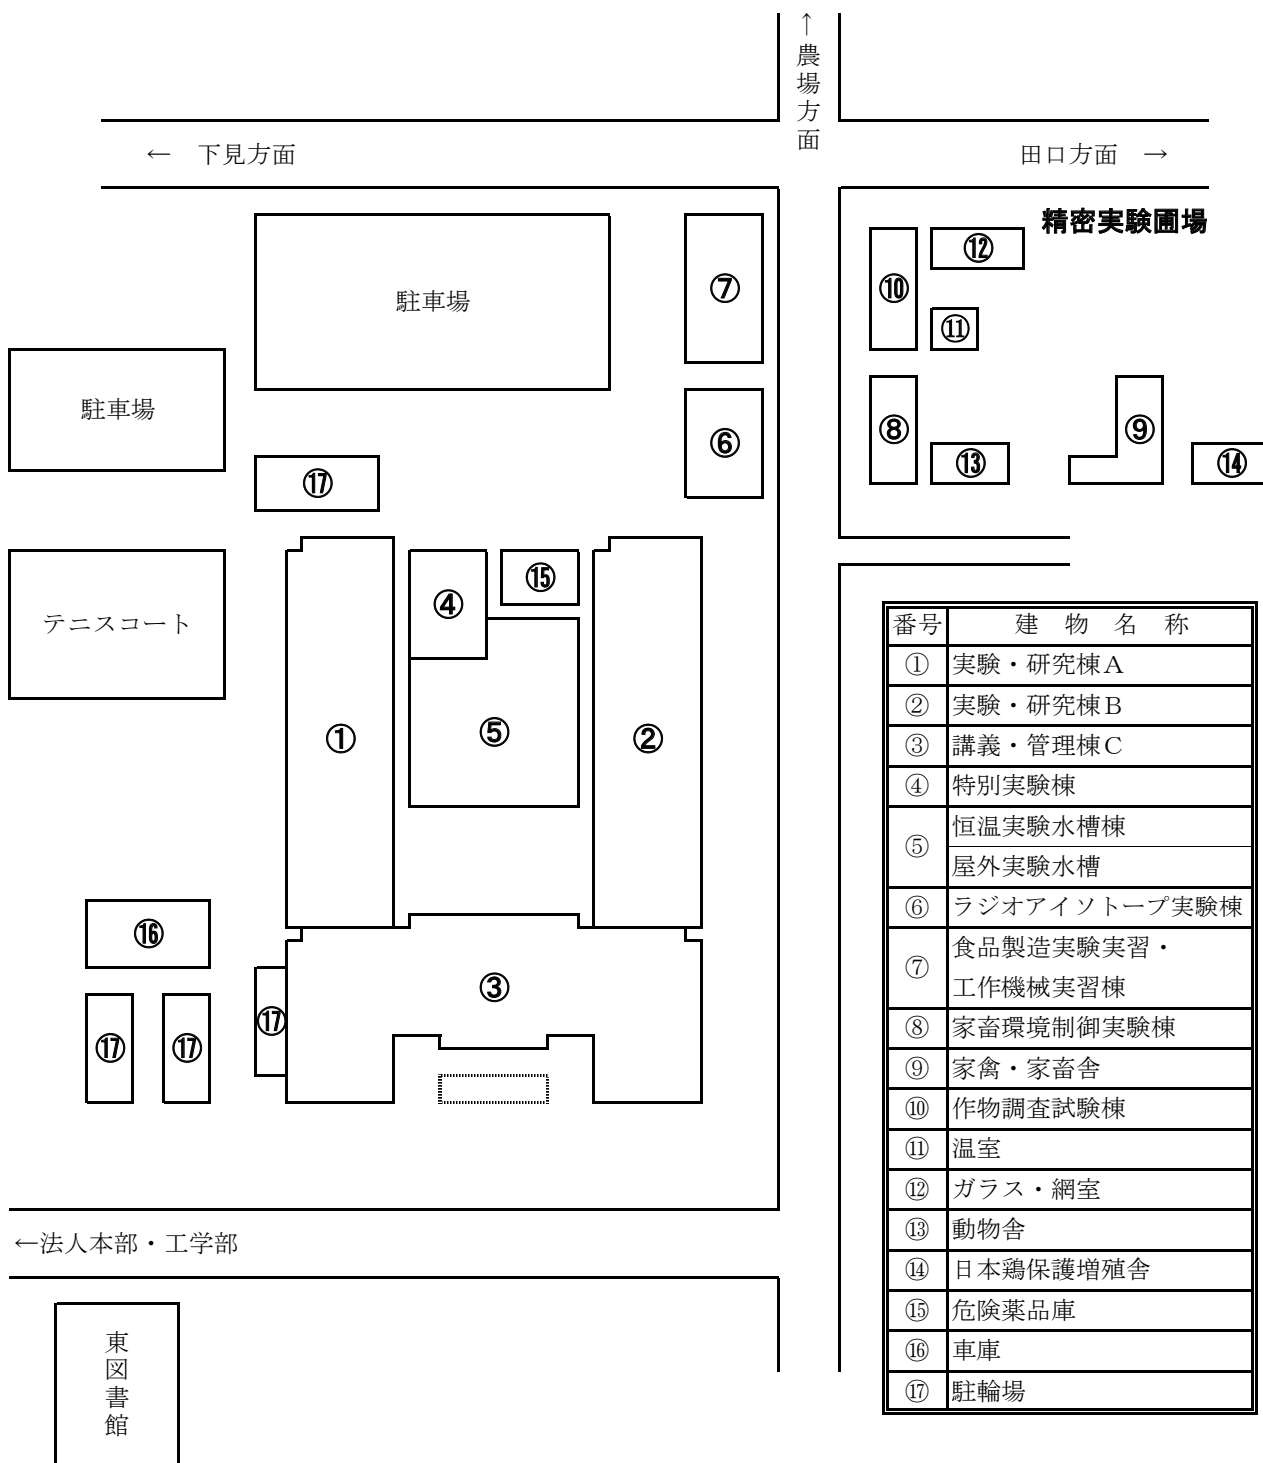 ↑農場方面
← 下見方面
田口方面 →
精密実験圃場
⑫
⑦
⑩
駐車場
⑪
駐車場
⑧
⑨
⑥
⑬
⑭
⑰
⑮
④
テニスコート
①
⑤
②
⑯
③
⑰
⑰
⑰
←法人本部・工学部
東図書館
番号 建物名称
① 実験・研究棟A
② 実験・研究棟B
③ 講義・管理棟C
④ 特別実験棟
⑤ 恒温実験水槽棟
屋外実験水槽
⑥ ラジオアイソトープ実験棟
⑦ 食品製造実験実習・
工作機械実習棟
⑧ 家畜環境制御実験棟
⑨ 家禽・家畜舎
⑩ 作物調査試験棟
⑪ 温室
⑫ ガラス・網室
⑬ 動物舎
⑭ 日本鶏保護増殖舎
⑮ 危険薬品庫
⑯ 車庫
⑰ 駐輪場